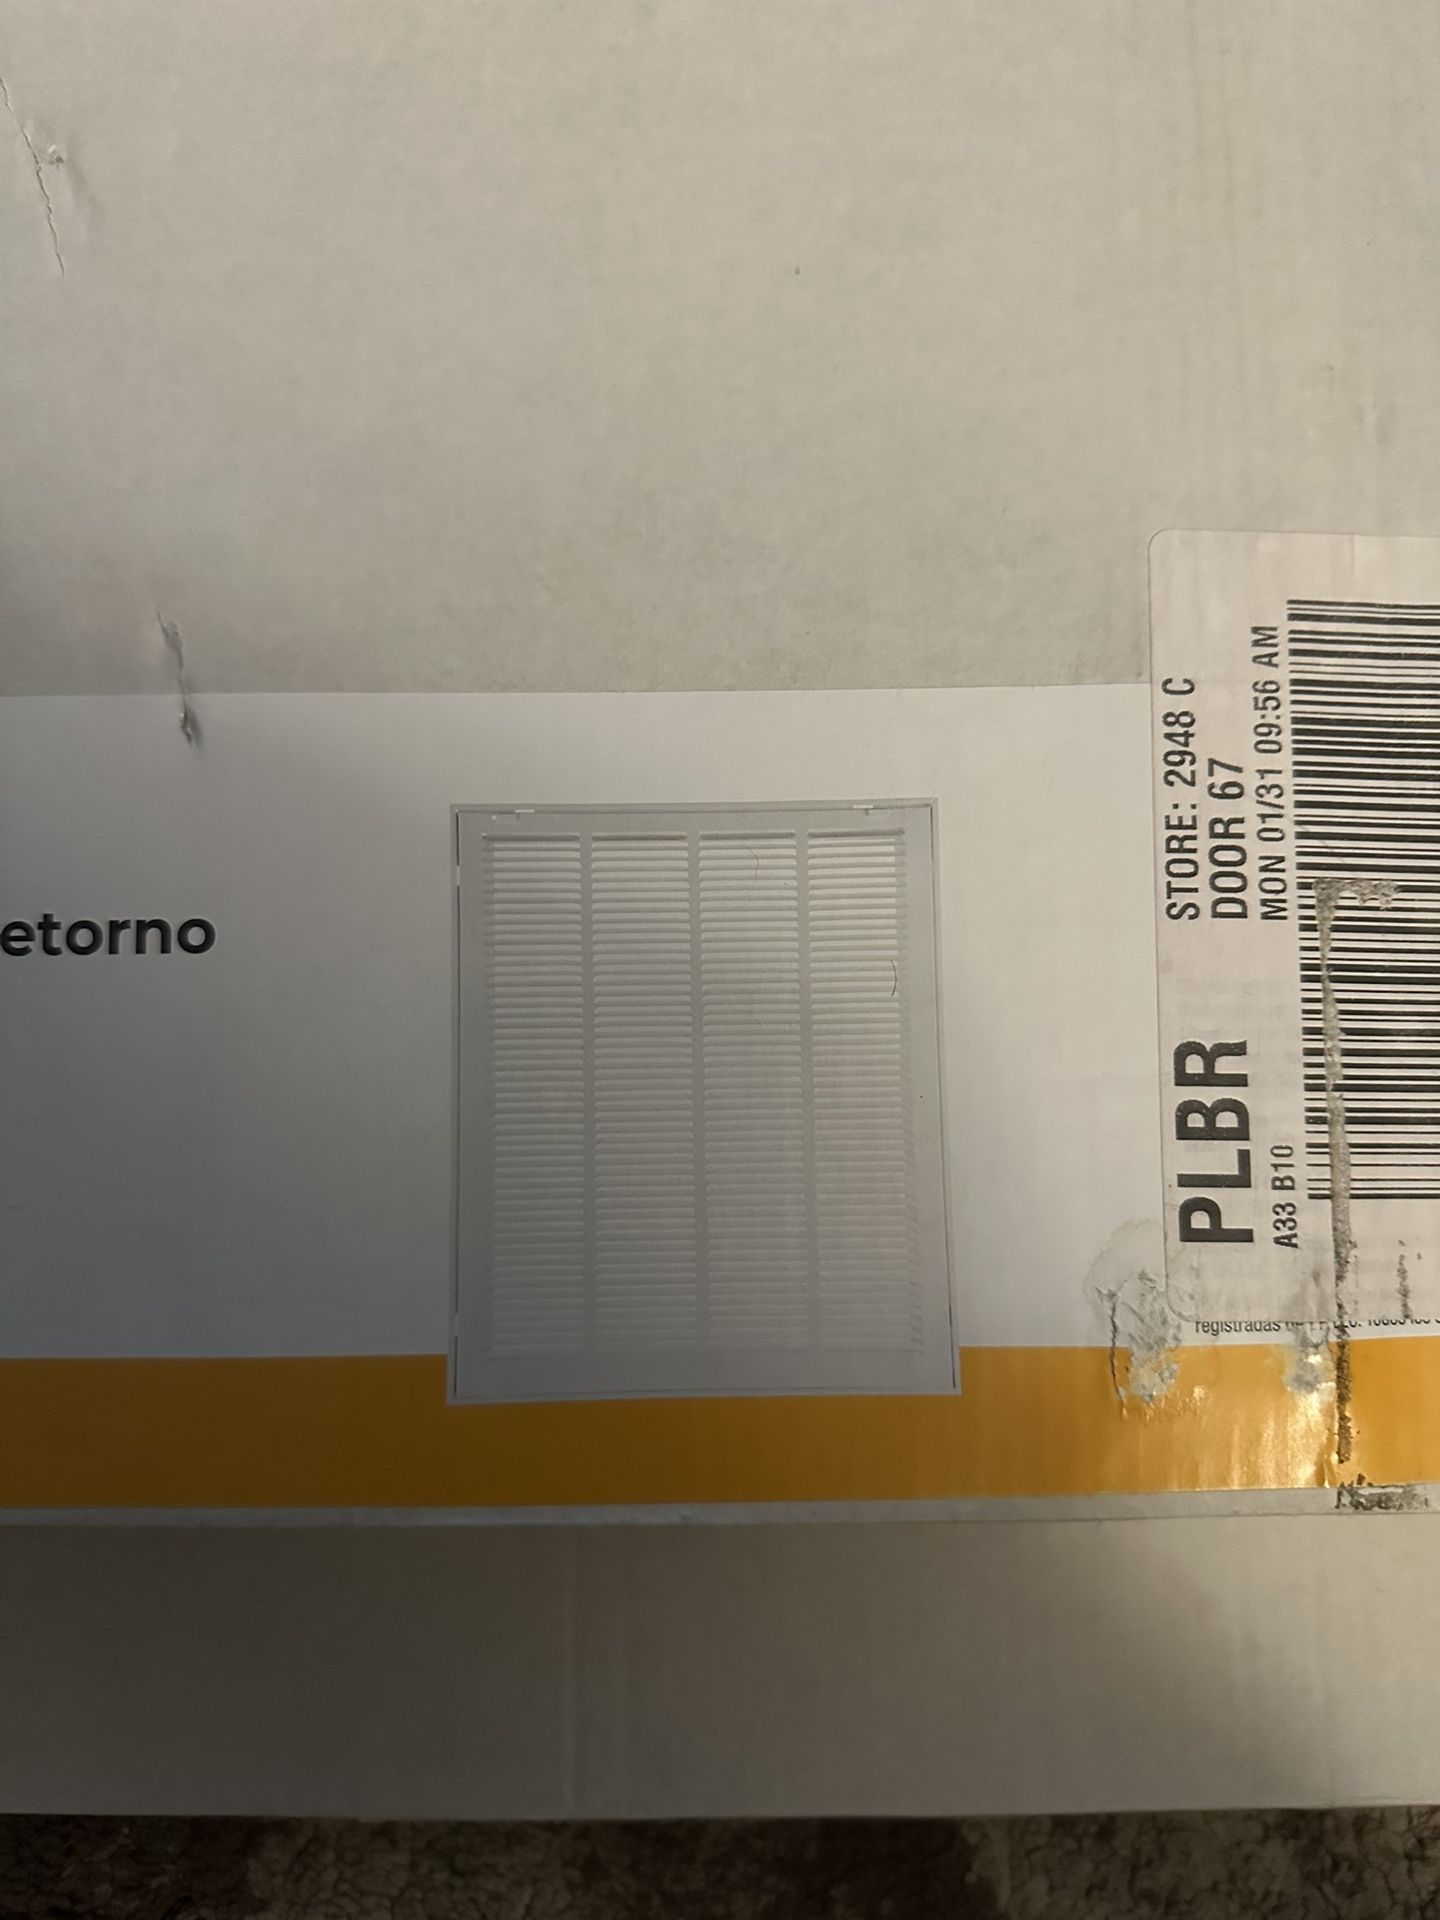 etorno
STORE: 2948 C
DOOR 67
MON 01/31 09:56 AM
PLBR
A33 B10
registradas